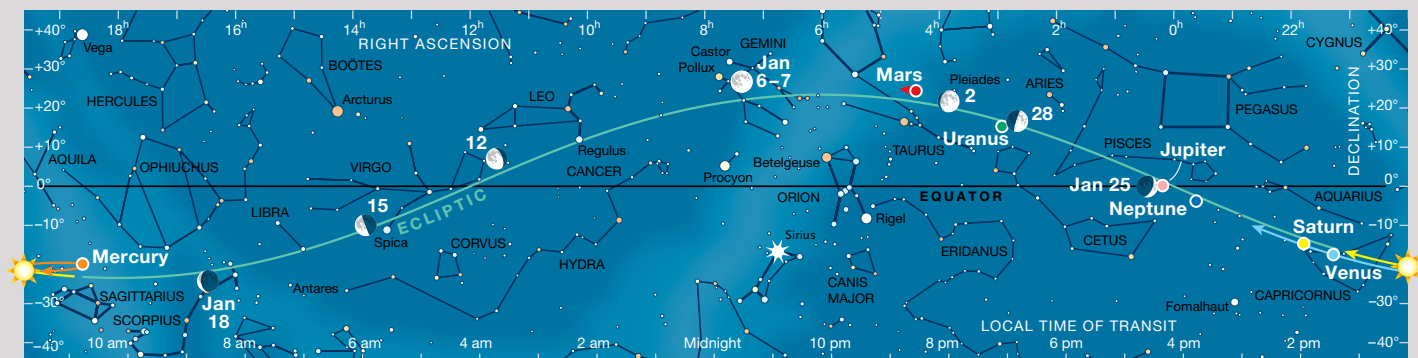 18h 16h 14h 12h 10h 8h 6h 4h 2h 0h 22h
+40° +40°
RIGHT ASCENSION
Vega
BOÖTES
Castor
GEMINI
CYGNUS
Pollux
Jan
6–7
Mars
Pleiades
ARIES
+30° +30°
HERCULES
Arcturus
LEO
2
28
PEGASUS
DECLINATION
+20° +20°
Uranus
12
Regulus
TAURUS
PISCES
Jupiter
+10° +10°
AQUILA
OPHIUCHUS
VIRGO
CANCER
Procyon
Betelgeuse
0° 0°
Jan 25
ORION
EQUATOR
AQUARIUS
15
ECLIPTIC
LIBRA
Neptune
Rigel
–10° –10°
Spica
CORVUS
Sirius
Saturn
CETUS
ERIDANUS
Mercury
HYDRA
Venus
Antares
CANIS
MAJOR
SAGITTARIUS
CAPRICORNUS
–30° –30°
Jan
18
Fomalhaut
SCORPIUS
LOCAL TIME OF TRANSIT
–40° –40°
10 am 8 am 6 am 4 am 2 am Midnight 10 pm 8 pm 6 pm 4 pm 2 pm